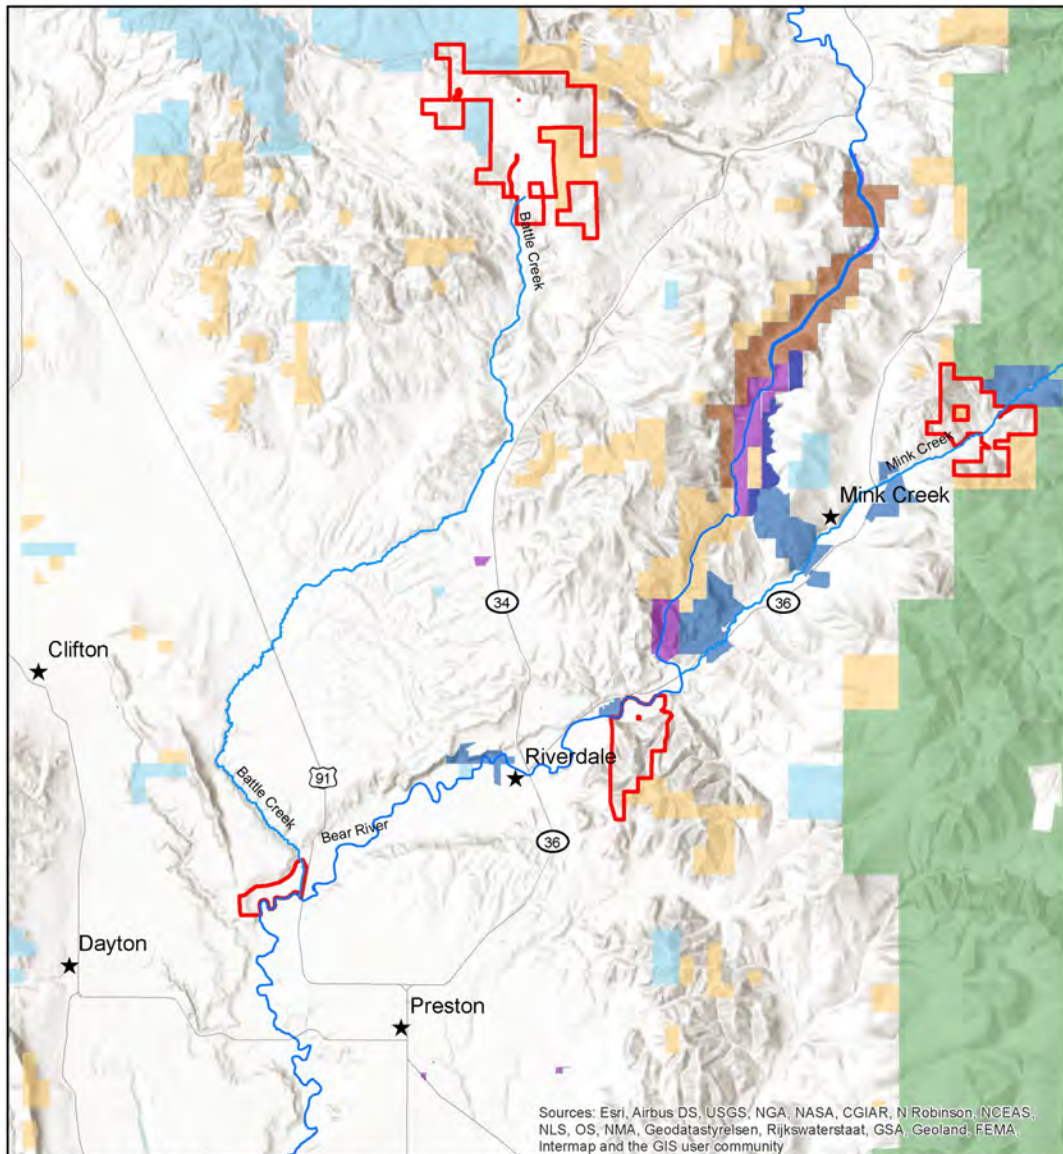 Battle Creek
Mink Creek
Mink Creek
34
36
Clifton
Riverdale
91
Battle Creek
Bear River
36
Dayton
Preston
Sources: Esri, Airbus DS, USGS, NGA, NASA, CGIAR, N Robinson, NCEAS,
NLS, OS, NMA, Geodatastyrelsen, Rijkswaterstaat, GSA, Geoland, FEMA,
Intermap and the GIS user community